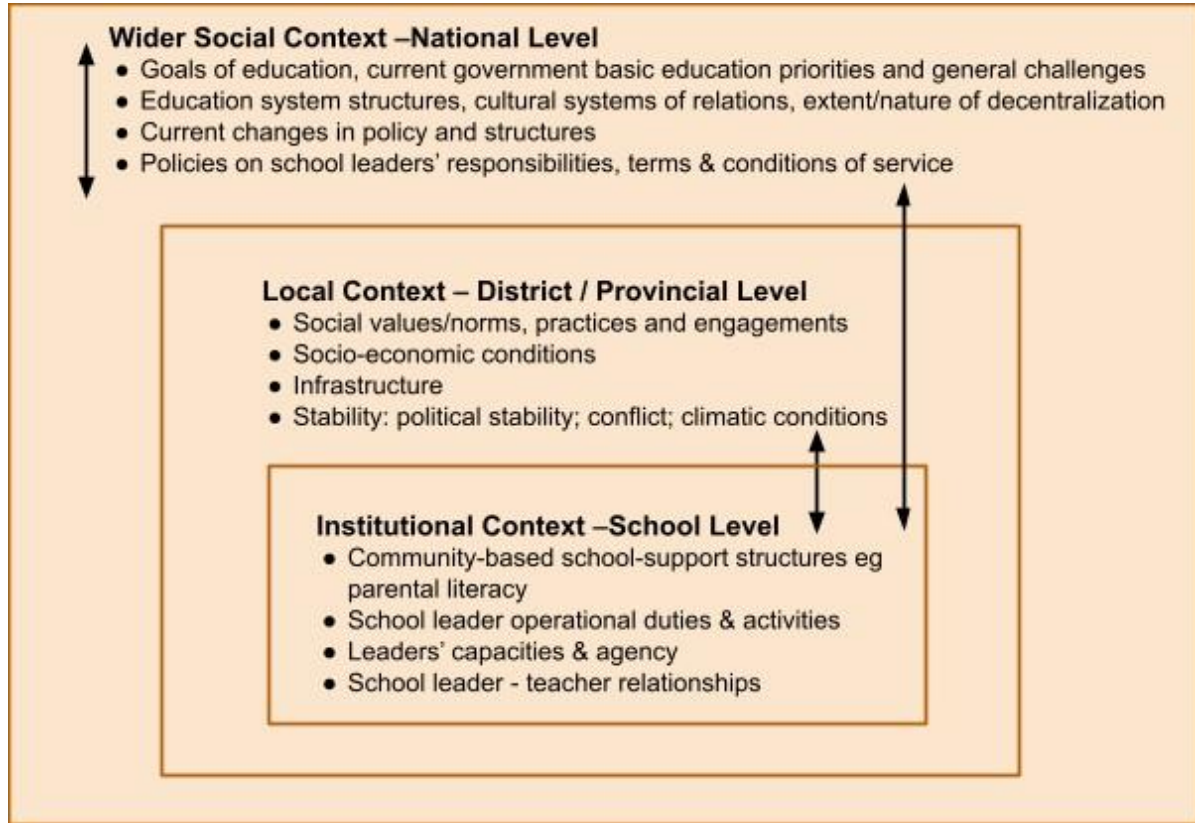 Wider Social Context –National Level
● Goals of education, current government basic education priorities and general challenges
● Education system structures, cultural systems of relations, extent/nature of decentralization
● Current changes in policy and structures
● Policies on school leaders’ responsibilities, terms & conditions of service
Local Context – District / Provincial Level
● Social values/norms, practices and engagements
● Socio-economic conditions
● Infrastructure
● Stability: political stability; conflict; climatic conditions
Institutional Context –School Level
● Community-based school-support structures eg
parental literacy
● School leader operational duties & activities
● Leaders’ capacities & agency
● School leader - teacher relationships